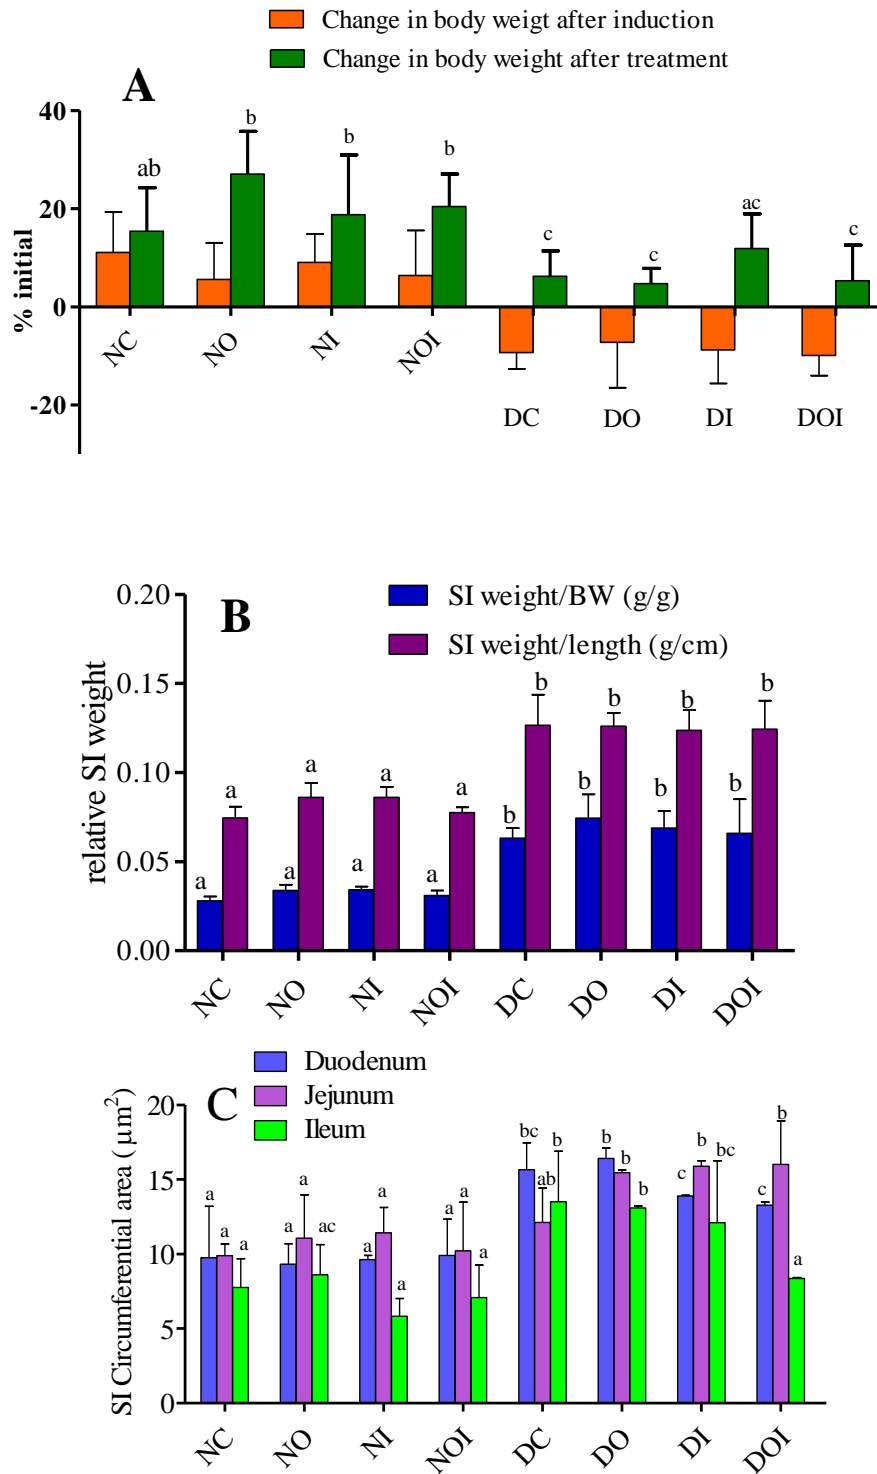 Change in body weigt after induction
Change in body weight after treatment
A
% initial
40
20
0
-20
ab
b
b
b
c
c
ac
c
NC
NO
NI
NOI
DC
DO
DI
DOI
SI weight/BW (g/g)
SI weight/length (g/cm)
B
relative SI weight
0.20
0.15
0.10
0.05
0.00
a
a
a
a
a
a
a
a
b
b
b
b
b
b
b
b
NC
NO
NI
NOI
DC
DO
DI
DOI
Duodenum
Jejunum
Ileum
C
SI Circumferential area (μm²)
20
15
10
5
0
a
a
a
a
a
ac
a
a
a
a
a
a
bc
ab
b
b
b
b
c
b
bc
c
b
a
NC
NO
NI
NOI
DC
DO
DI
DOI